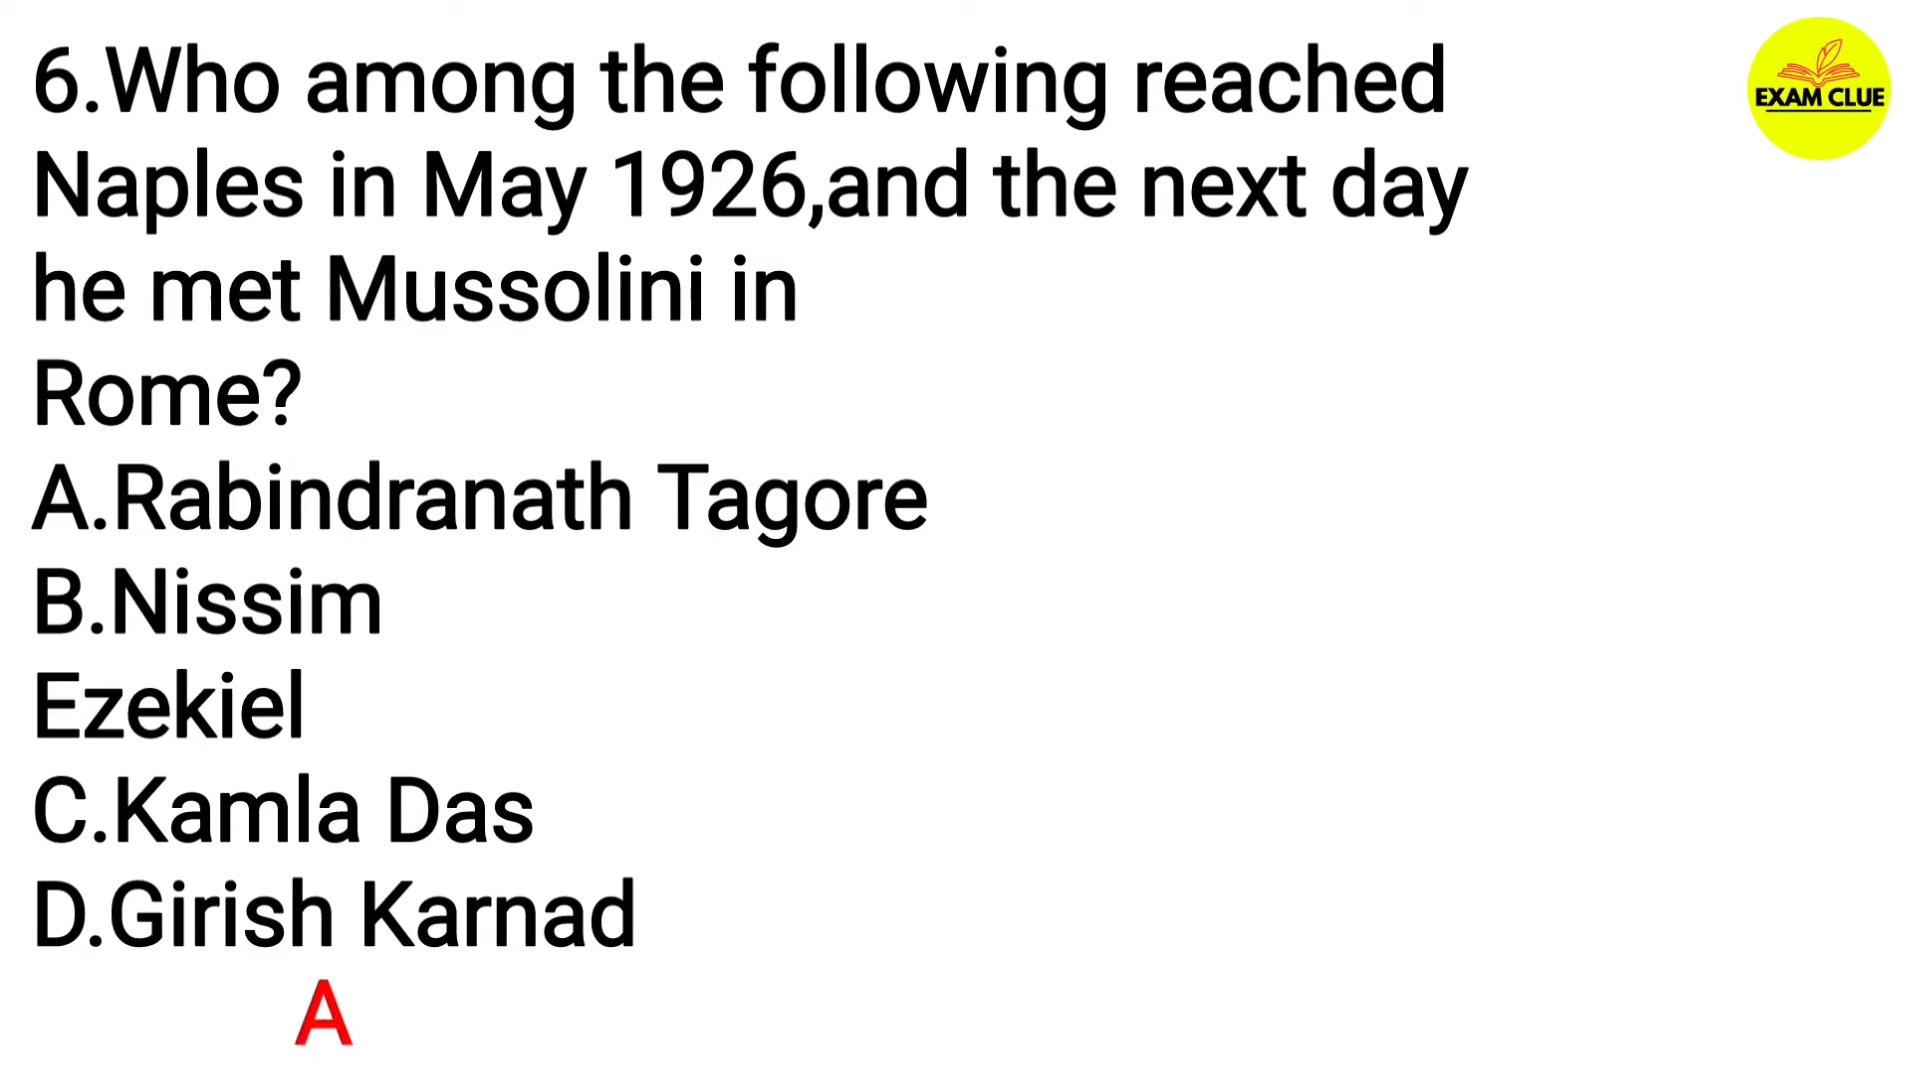 6.Who among the following reached
Naples in May 1926,and the next day
he met Mussolini in
Rome?
A.Rabindranath Tagore
B.Nissim
Ezekiel
C.Kamla Das
D.Girish Karnad
A
EXAM CLUE